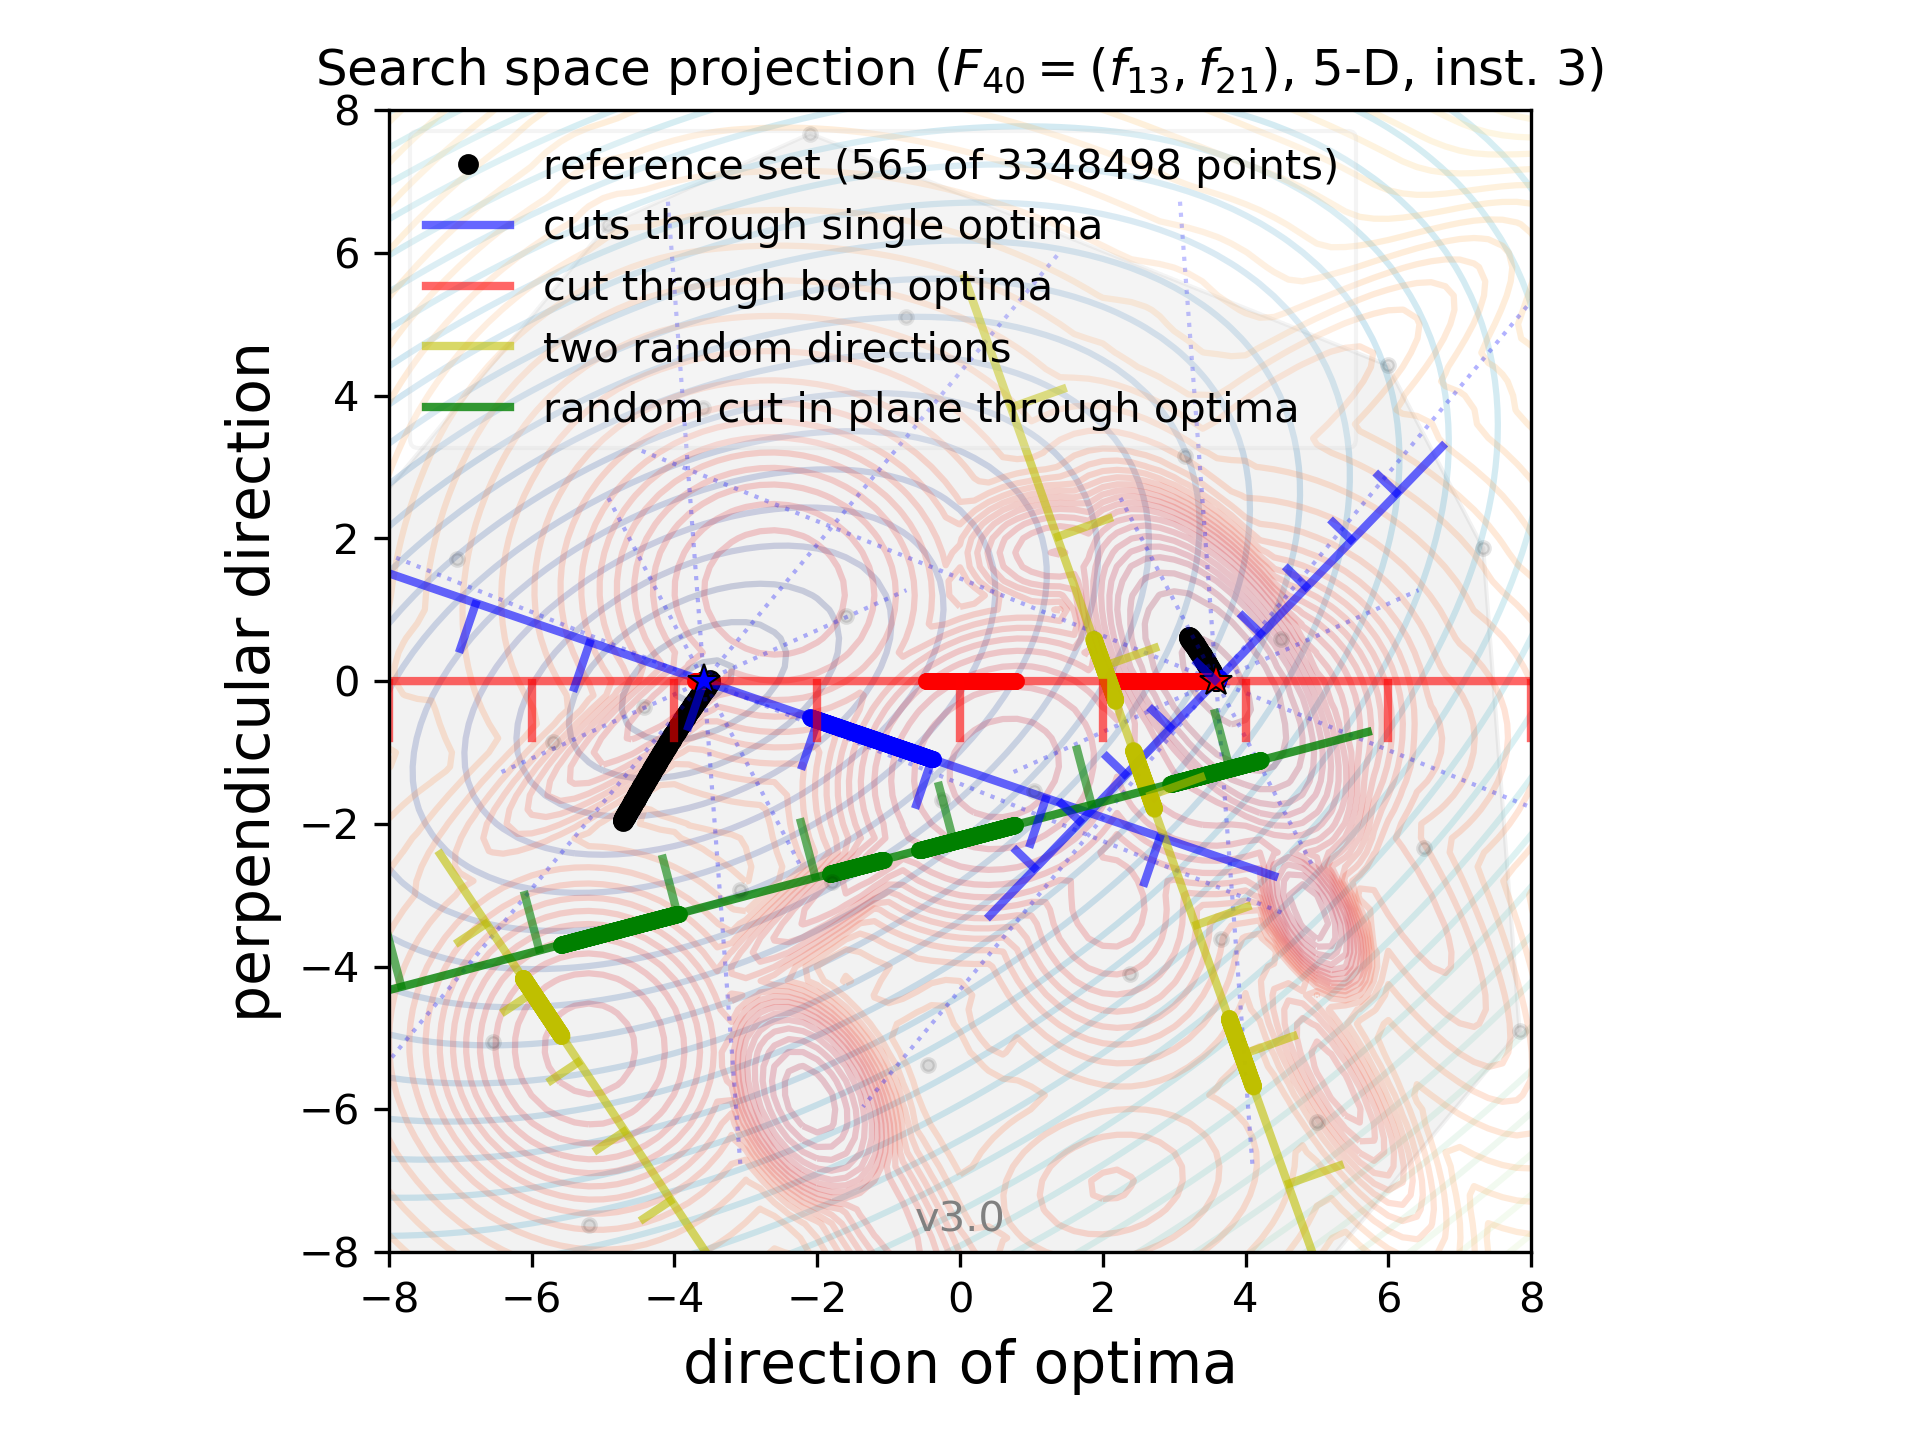 Search space projection (F40 = (f13, f21), 5-D, inst. 3)
reference set (565 of 3348498 points)
cuts through single optima
cut through both optima
two random directions
random cut in plane through optima
perpendicular direction
8
6
4
2
0
−2
−4
−6
−8
v3.0
−8 −6 −4 −2 0 2 4 6 8
direction of optima